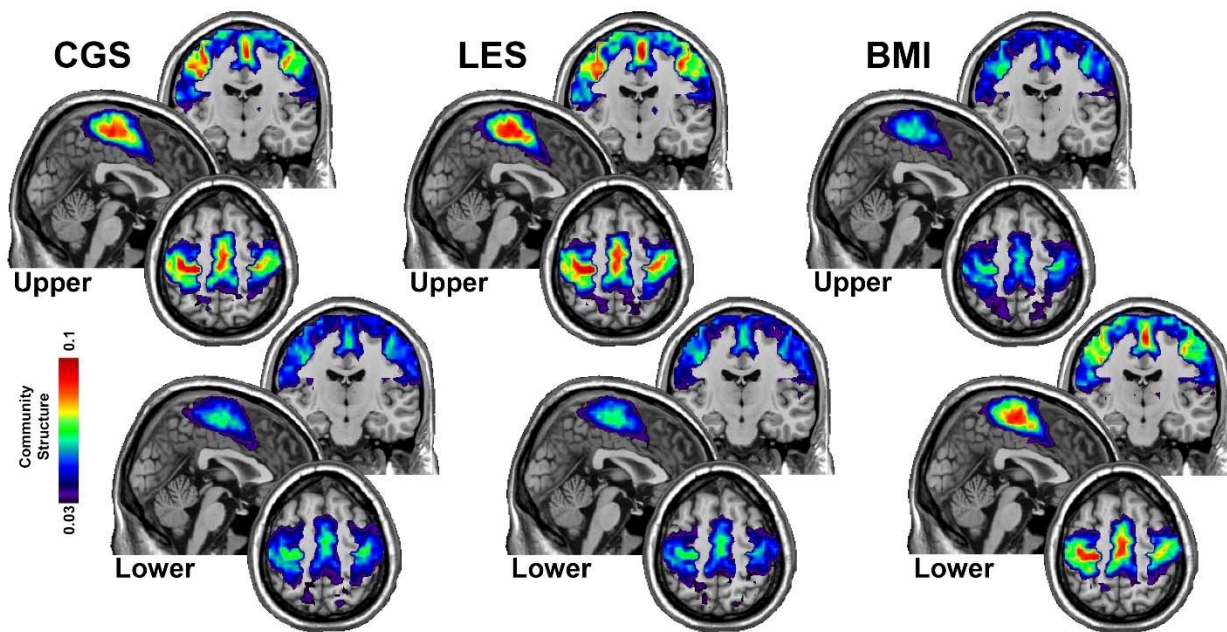 CGS
LES
BMI
Upper
Upper
Upper
0.1
Community
Structure
0.03
Lower
Lower
Lower